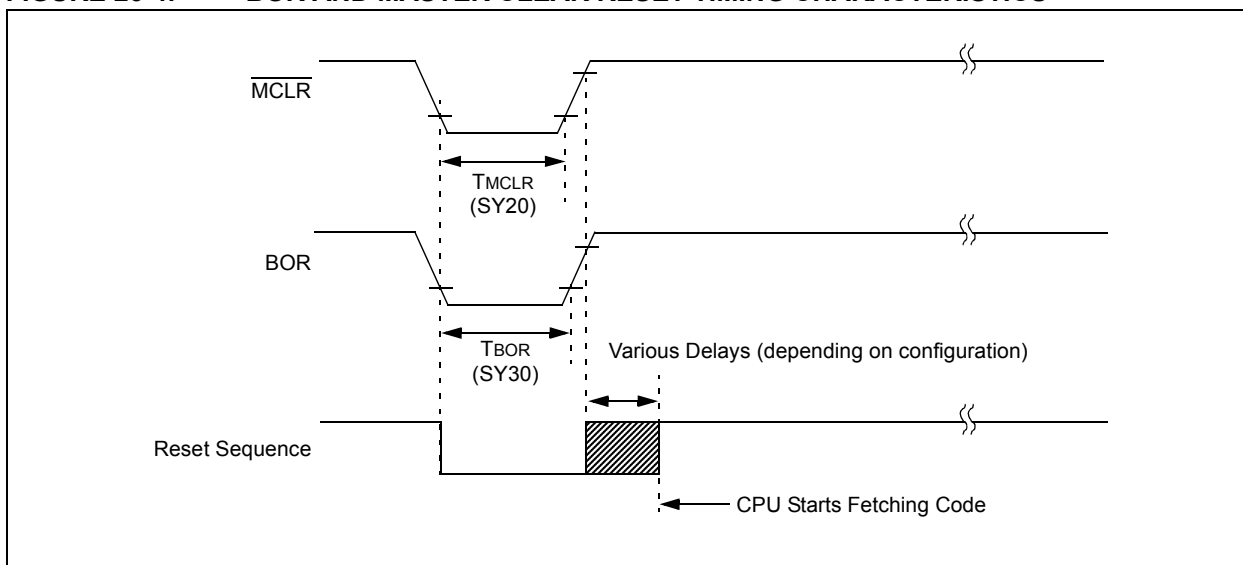 MCLR
TMCLR
(SY20)
BOR
TBOR
(SY30)
Various Delays (depending on configuration)
Reset Sequence
CPU Starts Fetching Code